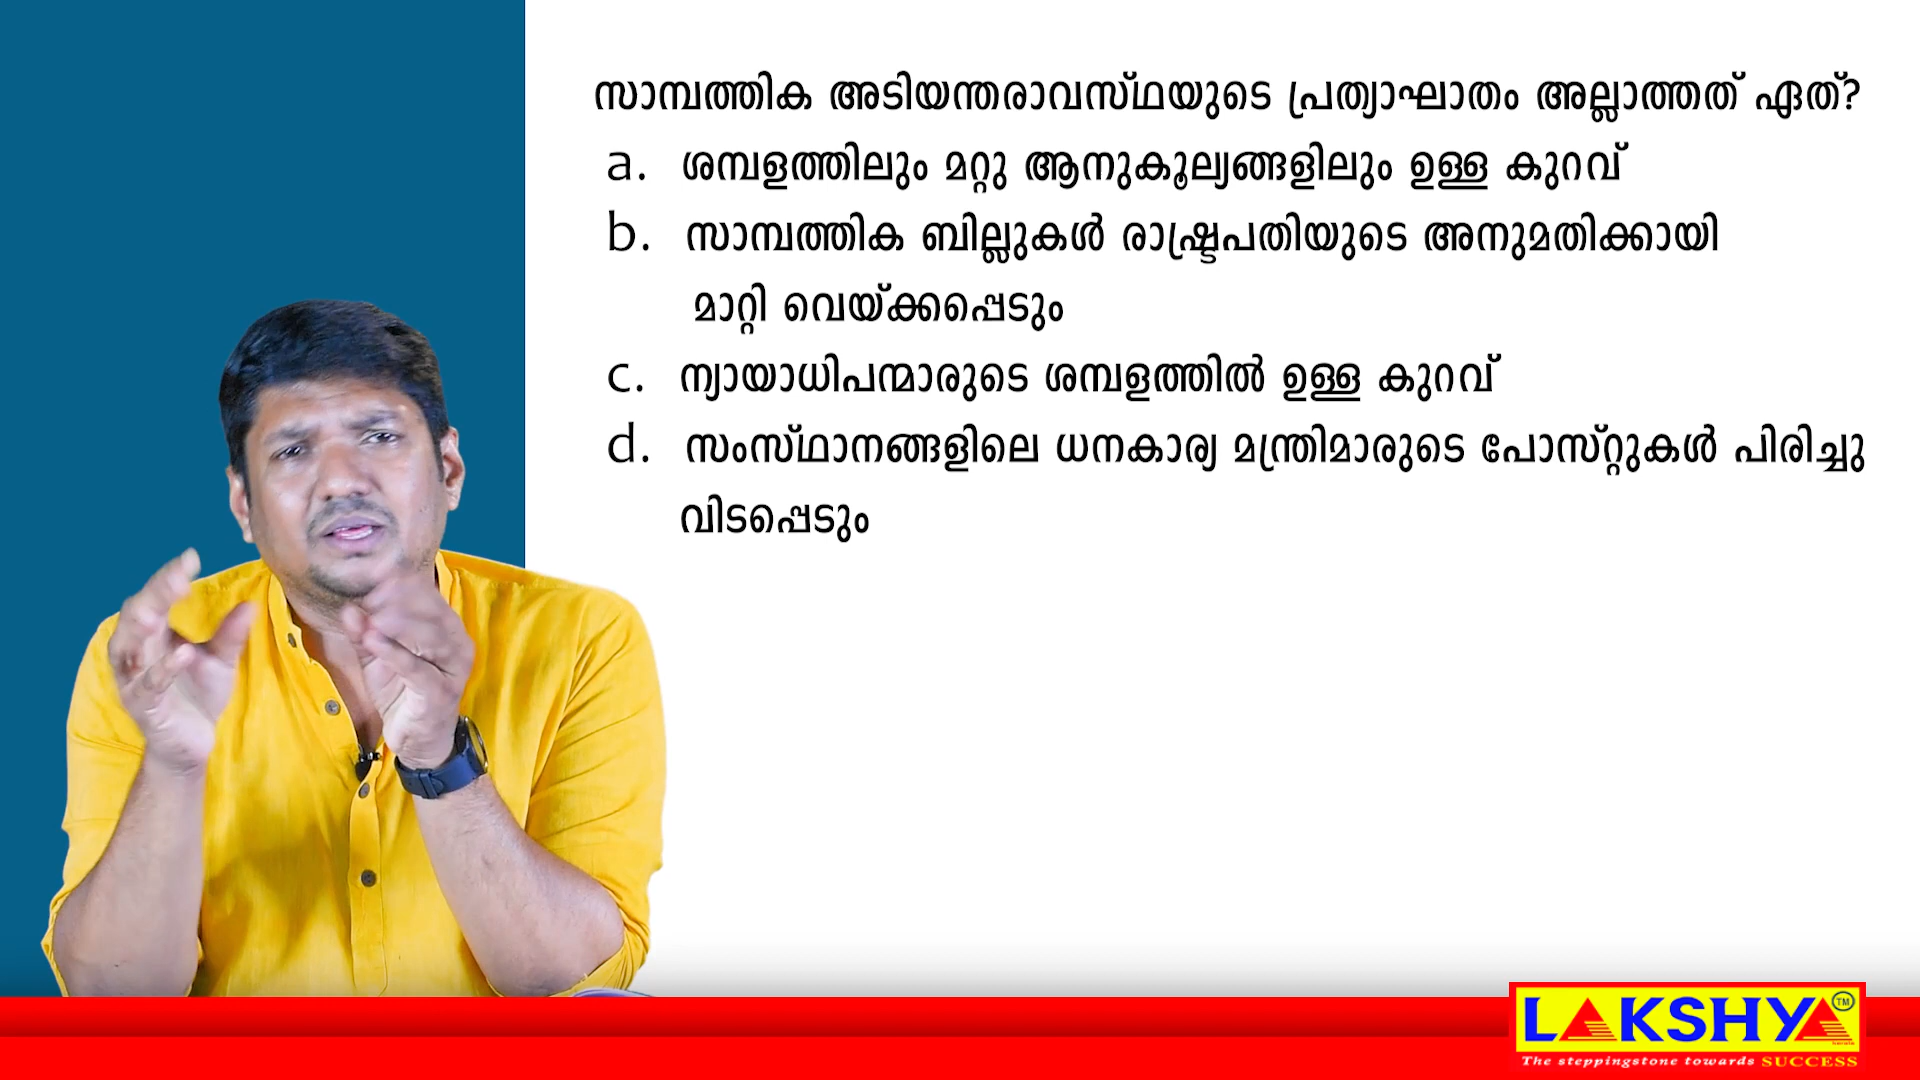 സാമ്പത്തിക അടിയന്തരാവസ്ഥയുടെ പ്രത്യാഘാതം അല്ലാത്തത് ഏത്?
a. ശമ്പളത്തിലും മറ്റു ആനുകൂല്യങ്ങളിലും ഉള്ള കുറവ്
b. സാമ്പത്തിക ബില്ലുകൾ രാഷ്ട്രപതിയുടെ അനുമതിക്കായി
മാറ്റി വെയ്ക്കപ്പെടും
c. ന്യായാധിപന്മാരുടെ ശമ്പളത്തിൽ ഉള്ള കുറവ്
d. സംസ്ഥാനങ്ങളിലെ ധനകാര്യ മന്ത്രിമാരുടെ പോസ്റ്റുകൾ പിരിച്ചു
വിടപ്പെടും
LAKSHYA TM
The steppingstone towards SUCCESS